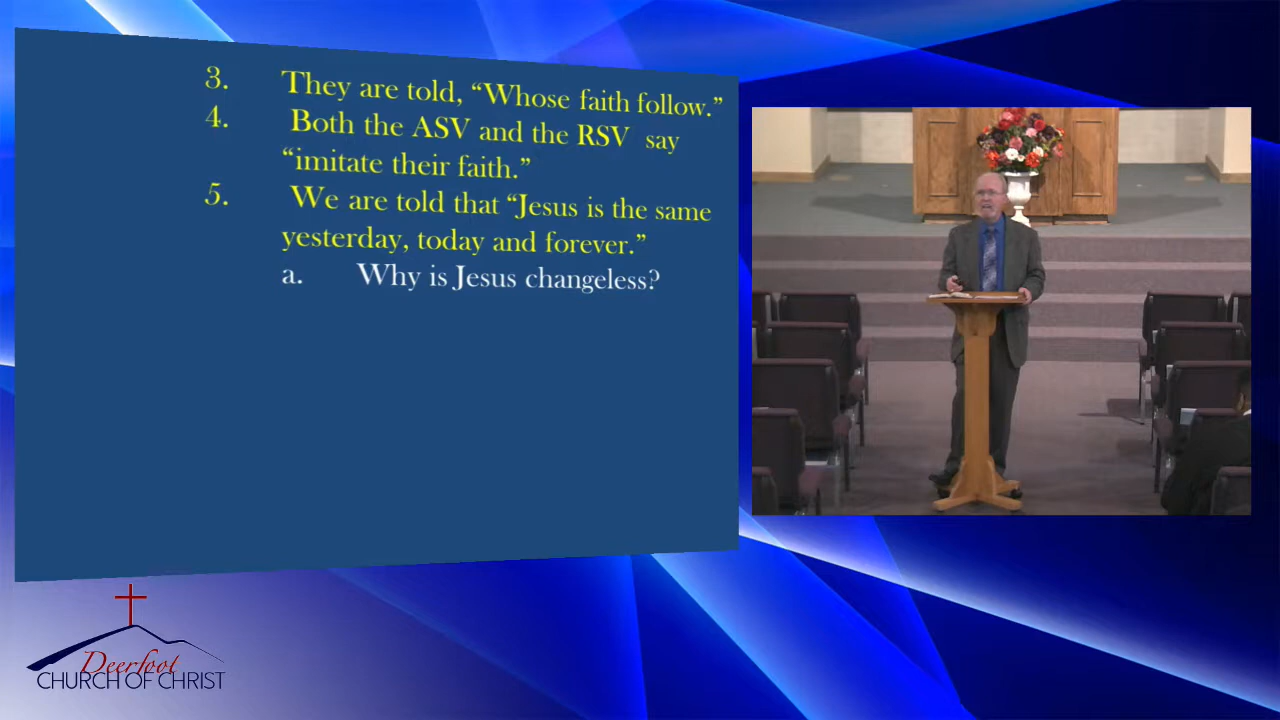 3. They are told, “Whose faith follow.”
4. Both the ASV and the RSV say
“imitate their faith.”
5. We are told that “Jesus is the same
yesterday, today and forever.”
a. Why is Jesus changeless?
Deerfoot
CHURCH OF CHRIST